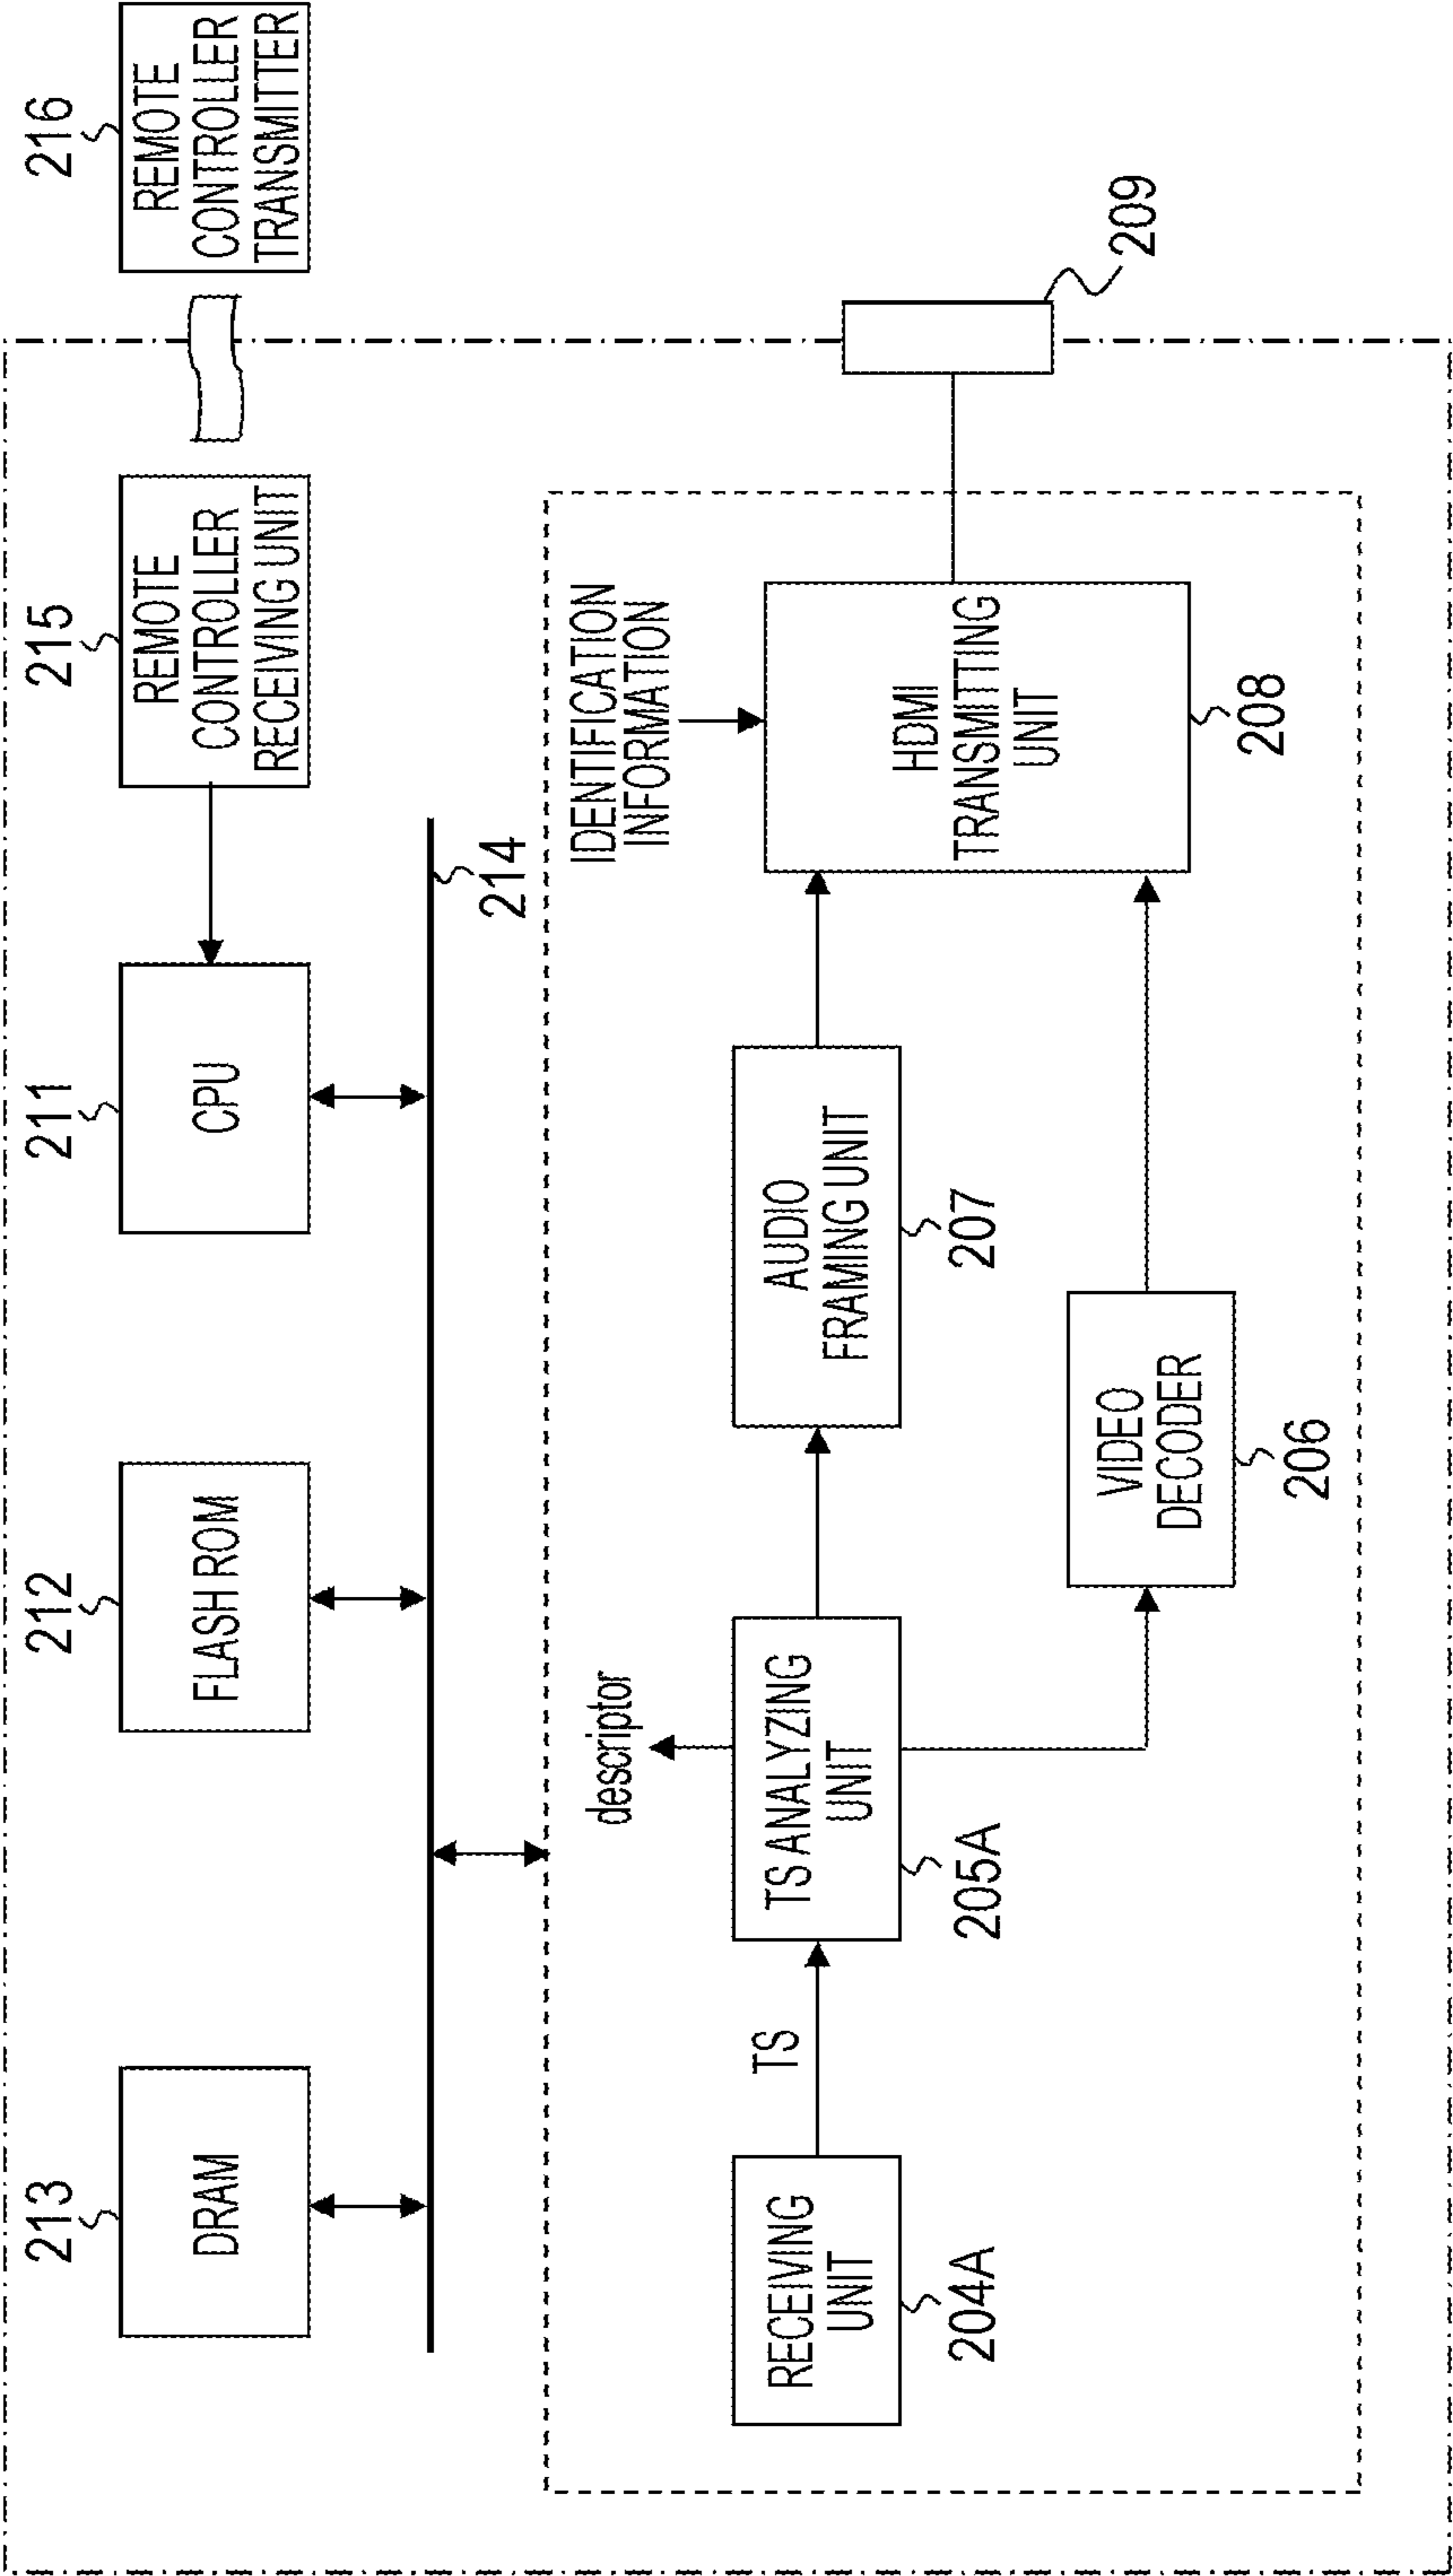 213
DRAM
212
FLASH ROM
211
CPU
215
REMOTE
CONTROLLER
RECEIVING UNIT
216
REMOTE
CONTROLLER
TRANSMITTER
214
descriptor
IDENTIFICATION
INFORMATION
RECEIVING
UNIT
204A
TS
TS ANALYZING
UNIT
205A
AUDIO
FRAMING UNIT
207
HDMI
TRANSMITTING
UNIT
208
209
VIDEO
DECODER
206